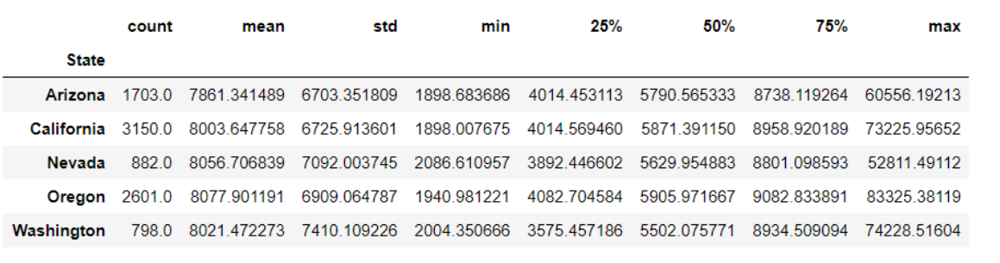 count mean std min 25% 50% 75% max
State
Arizona 1703.0 7861.341489 6703.351809 1898.683686 4014.453113 5790.565333 8738.119264 60556.19213
California 3150.0 8003.647758 6725.913601 1898.007675 4014.569460 5871.391150 8958.920189 73225.95652
Nevada 882.0 8056.706839 7092.003745 2086.610957 3892.446602 5629.954883 8801.098593 52811.49112
Oregon 2601.0 8077.901191 6909.064787 1940.981221 4082.704584 5905.971667 9082.833891 83325.38119
Washington 798.0 8021.472273 7410.109226 2004.350666 3575.457186 5502.075771 8934.509094 74228.51604